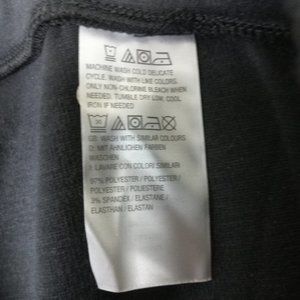 MACHINE WASH COLD DELICATE
CYCLE. WASH WITH LIKE COLORS.
ONLY NON-CHLORINE BLEACH WHEN
NEEDED. TUMBLE DRY LOW. COOL
IRON IF NEEDED
30
GB: WASH WITH SIMILAR COLOURS
D: MIT ÄHNLICHEN FARBEN
WASCHEN
I: LAVARE CON COLORI SIMILARI
97% POLYESTER / POLYESTER /
POLYESTER / POLIESTERE
3% SPANDEX / ELASTANE /
ELASTHAN / ELASTAN